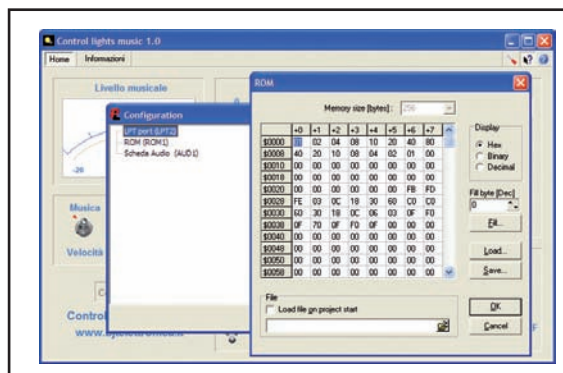 Control lights music 1.0
Home Informazioni
Livello musicale
-20
Musica
Velocità
Control
Configuration
LPT port (LPT2)
ROM (ROM1)
Scheda Audio (AUD1)
ROM
Memory size [bytes]: 256
+0 +1 +2 +3 +4 +5 +6 +7
$0000 01 02 04 08 10 20 40 80
$0008 40 20 10 08 04 02 01 00
$0010 00 00 00 00 00 00 00 00
$0018 00 00 00 00 00 00 00 00
$0020 00 00 00 00 00 00 FB FD
$0028 FE 03 0C 18 30 60 C0 C0
$0030 60 30 18 0C 06 03 0F F0
$0038 0F 70 0F F0 0F 00 00 00
$0040 00 00 00 00 00 00 00 00
$0048 00 00 00 00 00 00 00 00
$0050 00 00 00 00 00 00 00 00
$0058 00 00 00 00 00 00 00 00
Display
Hex
Binary
Decimal
Fill byte [Dec]
0
Fill...
Load...
Save...
File
Load file on project start
OK
Cancel